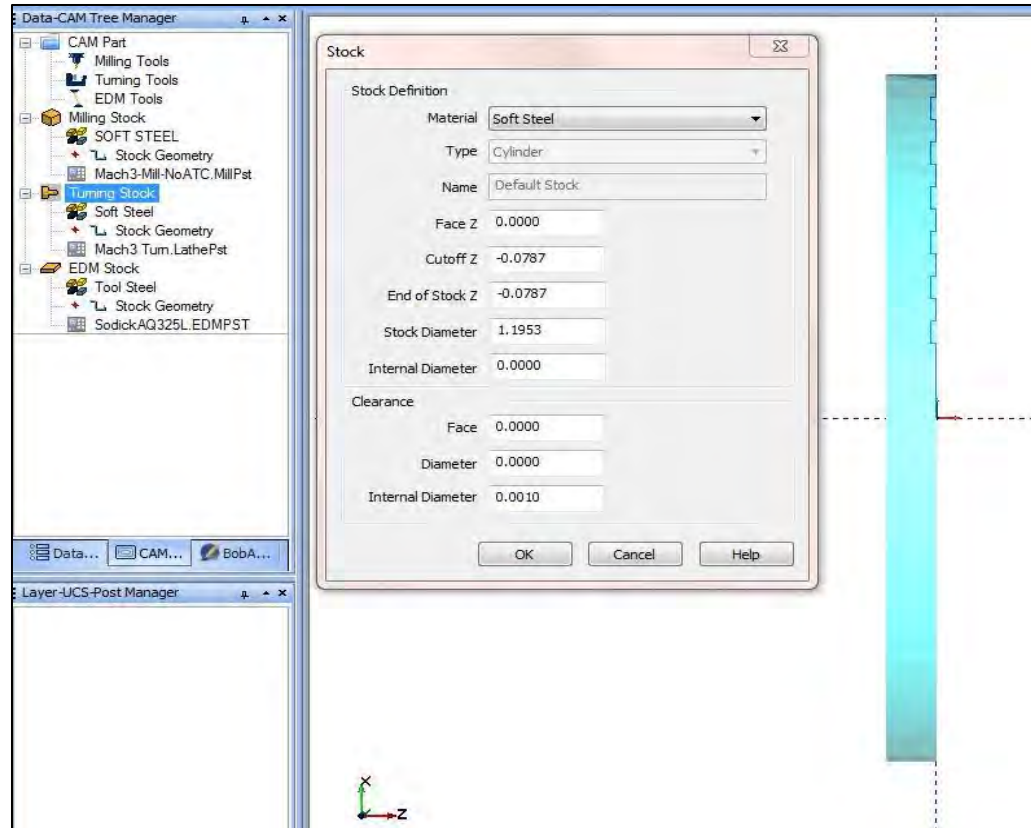 Data-CAM Tree Manager
CAM Part
Milling Tools
Turning Tools
EDM Tools
Milling Stock
SOFT STEEL
Stock Geometry
Mach3-Mill-NoATC.MillPst
Turning Stock
Soft Steel
Stock Geometry
Mach3 Turn.LathePst
EDM Stock
Tool Steel
Stock Geometry
SodickAQ325L.EDMPST
Data...
CAM...
BobA...
Layer-UCS-Post Manager
Stock
Stock Definition
Material Soft Steel
Type Cylinder
Name Default Stock
Face Z 0.0000
Cutoff Z -0.0787
End of Stock Z -0.0787
Stock Diameter 1.1953
Internal Diameter 0.0000
Clearance
Face 0.0000
Diameter 0.0000
Internal Diameter 0.0010
OK Cancel Help
X
Z